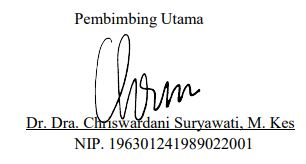 Pembimbing Utama
Dr. Dra. Chriswardani Suryawati, M. Kes
NIP. 196301241989022001